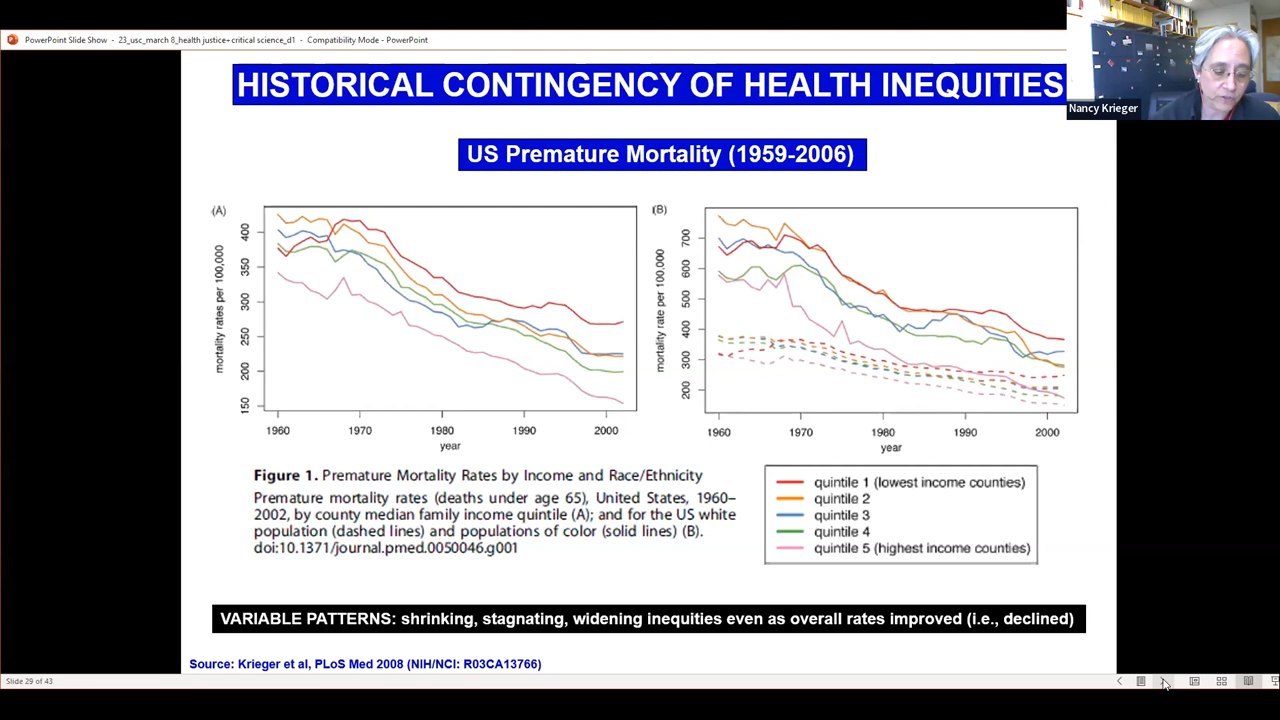 PowerPoint Slide Show - 23_usc_march 8_health justice+critical science_d1 - Compatibility Mode - PowerPoint
Nancy Krieger
HISTORICAL CONTINGENCY OF HEALTH INEQUITIES
US Premature Mortality (1959-2006)
(A)
mortality rates per 100,000
400
350
300
250
200
150
1960 1970 1980 1990 2000
year
(B)
mortality rate per 100,000
700
600
500
400
300
200
1960 1970 1980 1990 2000
year
Figure 1. Premature Mortality Rates by Income and Race/Ethnicity
Premature mortality rates (deaths under age 65), United States, 1960–
2002, by county median family income quintile (A); and for the US white
population (dashed lines) and populations of color (solid lines) (B).
doi:10.1371/journal.pmed.0050046.g001
quintile 1 (lowest income counties)
quintile 2
quintile 3
quintile 4
quintile 5 (highest income counties)
VARIABLE PATTERNS: shrinking, stagnating, widening inequities even as overall rates improved (i.e., declined)
Source: Krieger et al, PLoS Med 2008 (NIH/NCI: R03CA13766)
Slide 29 of 43